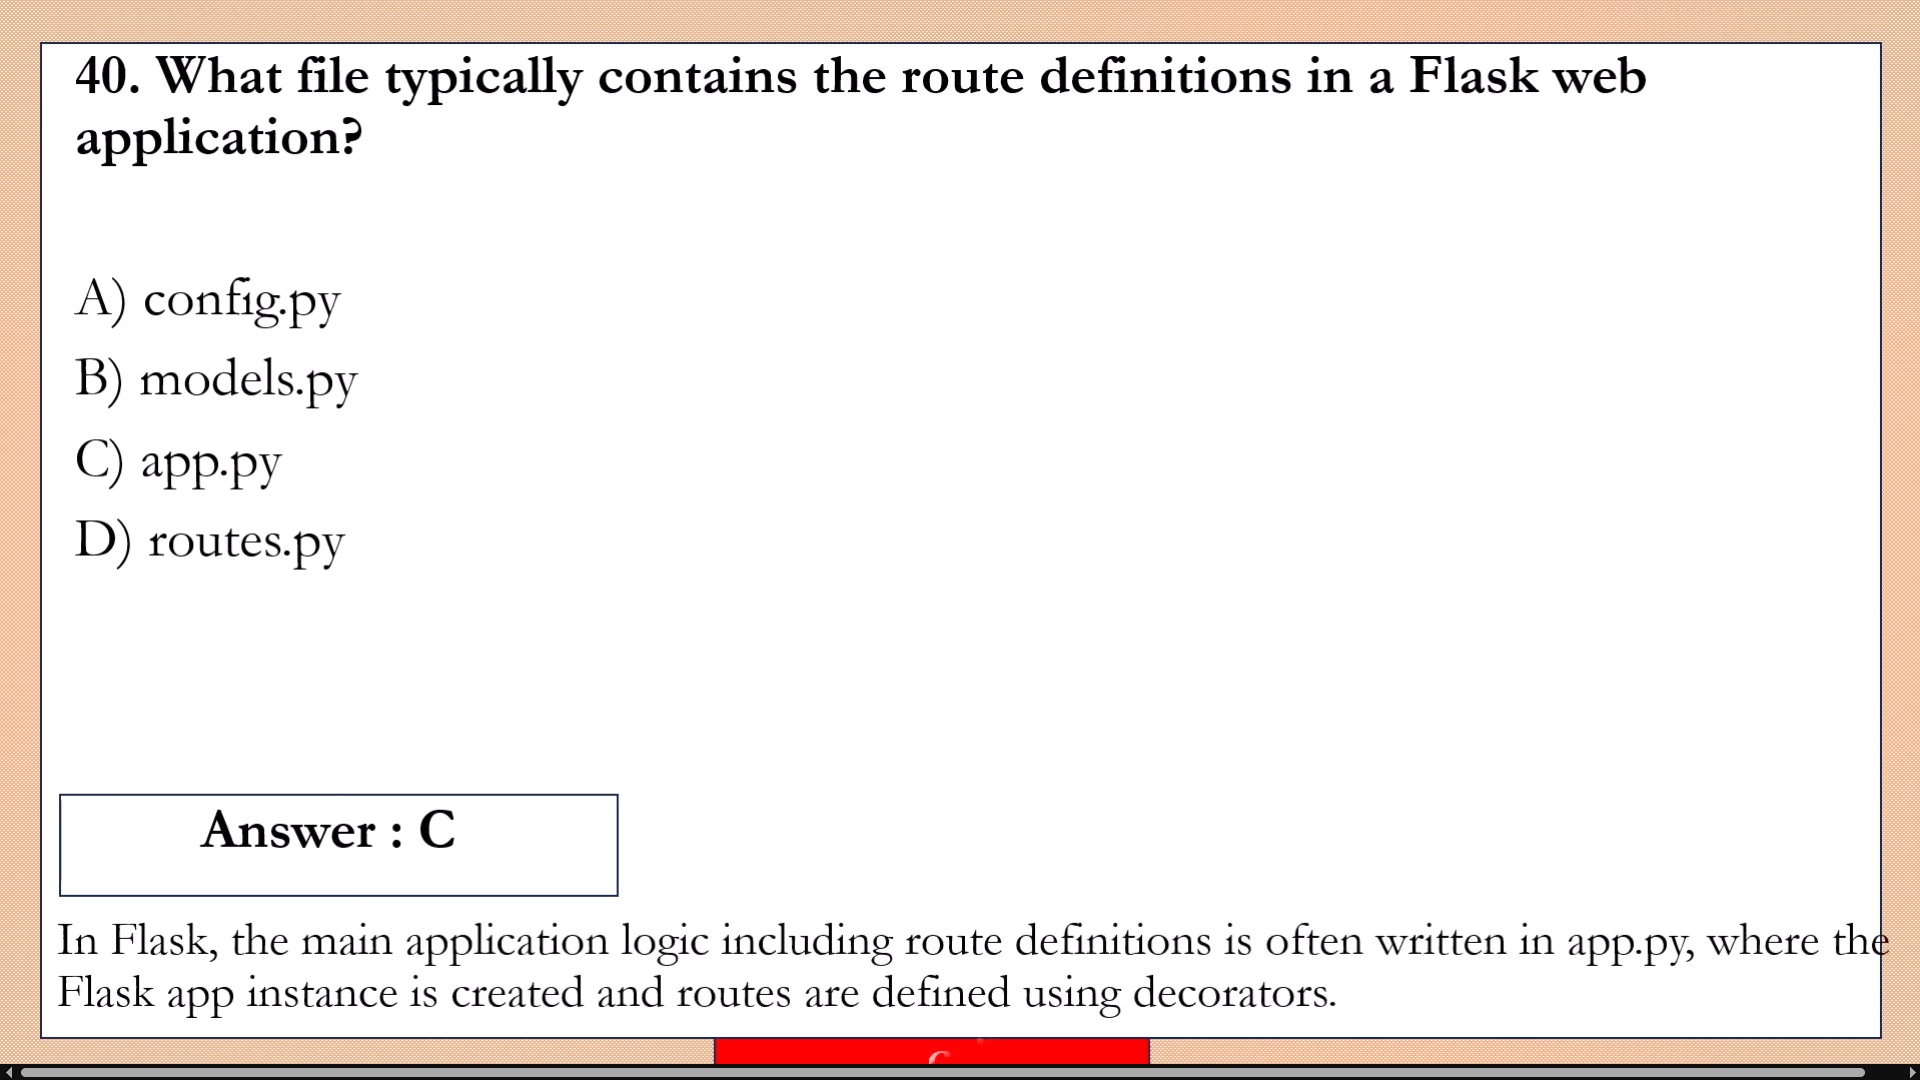 40. What file typically contains the route definitions in a Flask web
application?
A) config.py
B) models.py
C) app.py
D) routes.py
Answer : C
In Flask, the main application logic including route definitions is often written in app.py, where the
Flask app instance is created and routes are defined using decorators.